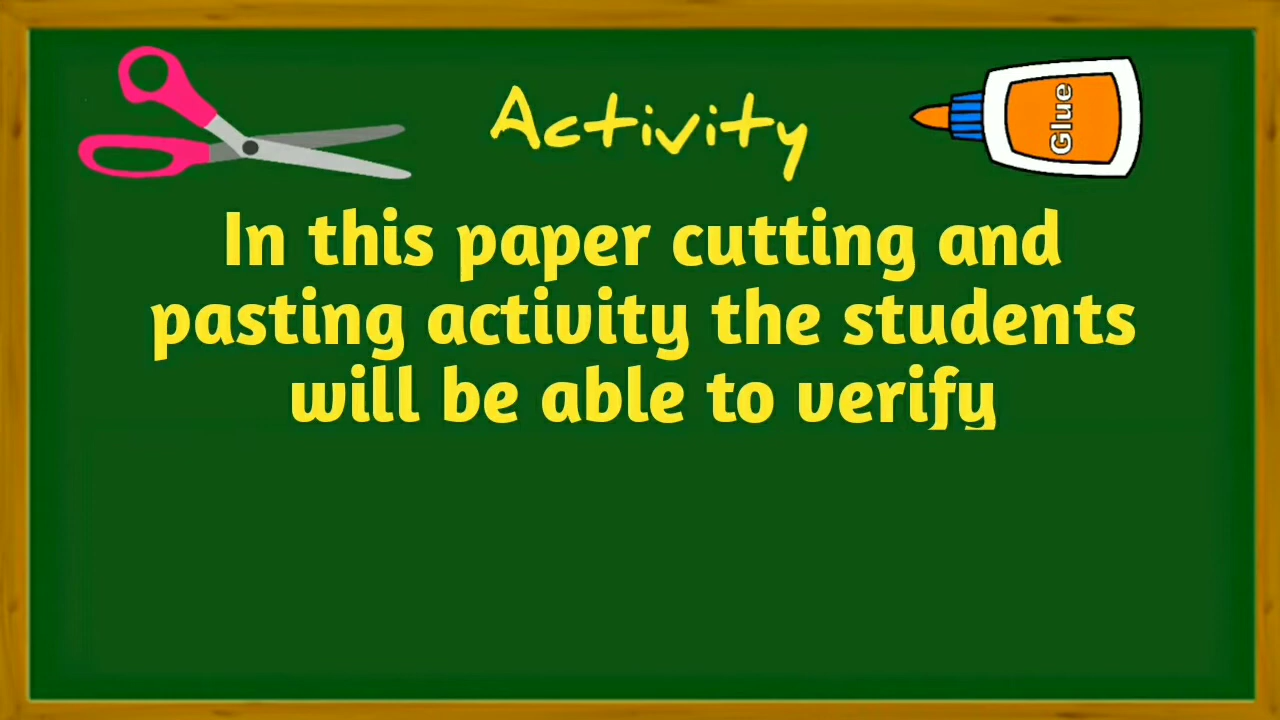 Activity
Glue
In this paper cutting and
pasting activity the students
will be able to verify